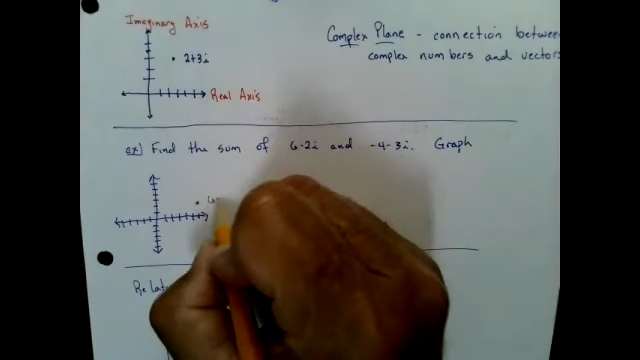 Imaginary Axis
2+3i
Real Axis
Complex Plane - connection between
complex numbers and vectors
ex) Find the sum of 6-2i and -4-3i. Graph